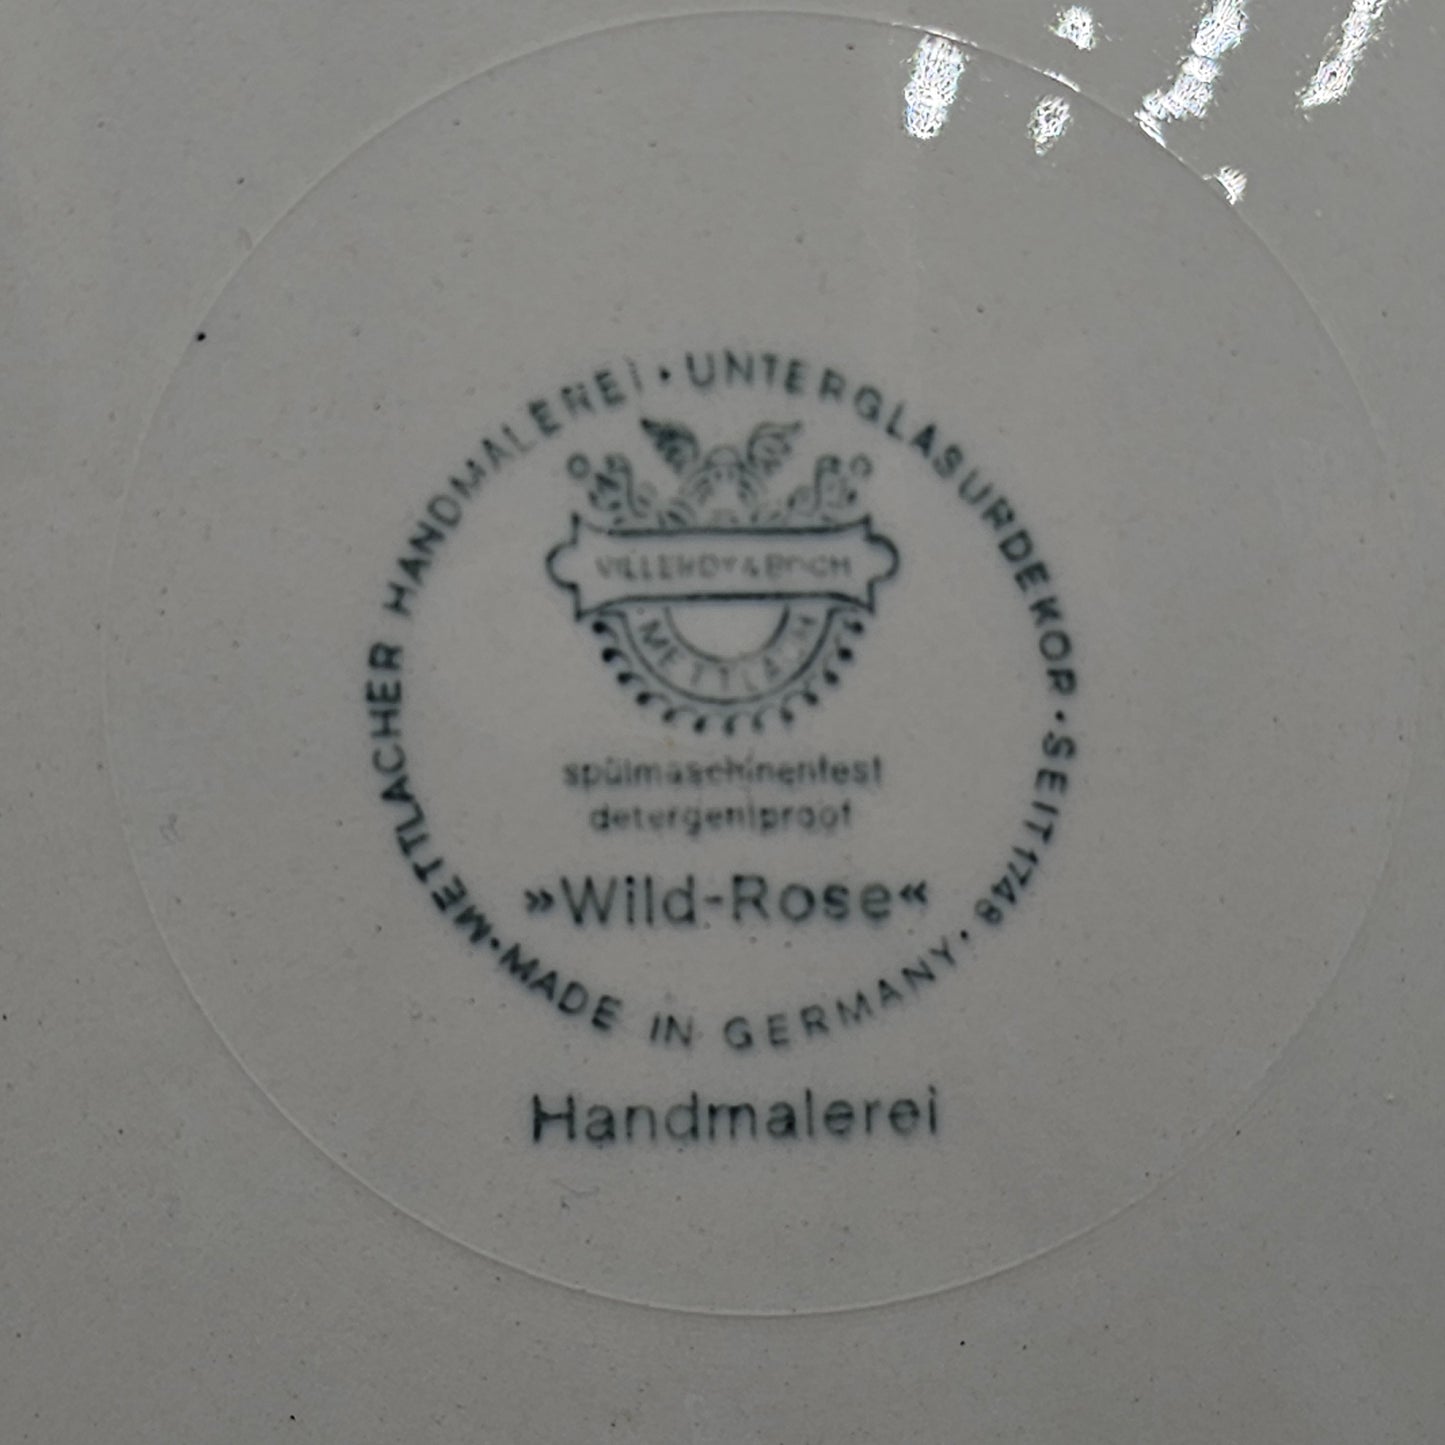 METTLACHER HANDMALEREI · UNTERGLASURDEKOR · SEIT 1748 ·
VILLEROY & BOCH
METTLACH
spülmaschinenfest
detergentproof
»Wild-Rose«
· MADE IN GERMANY ·
Handmalerei